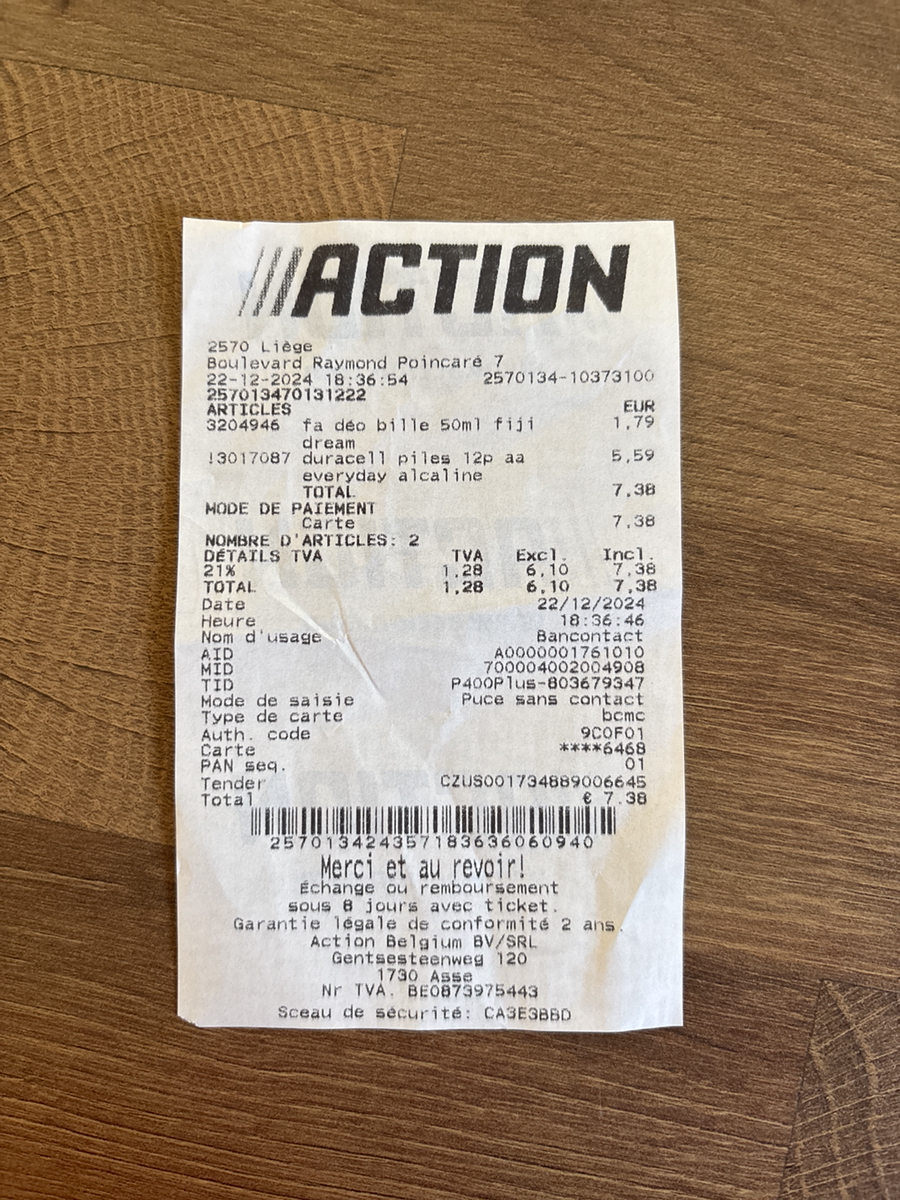 ACTION
2570 Liège
Boulevard Raymond Poincaré 7
22-12-2024 18:36:54 2570134-10373100
257013470131222
ARTICLES EUR
3204946 fa déo bille 50ml fiji 1,79
dream
!3017087 duracell piles 12p aa 5,59
everyday alcaline
TOTAL 7,38
MODE DE PAIEMENT
Carte 7,38
NOMBRE D'ARTICLES: 2
DÉTAILS TVA TVA Excl. Incl.
21% 1,28 6,10 7,38
TOTAL 1,28 6,10 7,38
Date 22/12/2024
Heure 18:36:46
Nom d'usage Bancontact
AID A0000001761010
MID 700004002004908
TID P400Plus-803679347
Mode de saisie Puce sans contact
Type de carte bcmc
Auth. code 9C0F01
Carte ****6468
PAN seq. 01
Tender CZUS001734889006645
Total € 7.38
2570134243571836360609​40
Merci et au revoir!
Échange ou remboursement
sous 8 jours avec ticket.
Garantie légale de conformité 2 ans.
Action Belgium BV/SRL
Gentsesteenweg 120
1730 Asse
Nr TVA. BE0873975443
Sceau de sécurité: CA3E3BBD